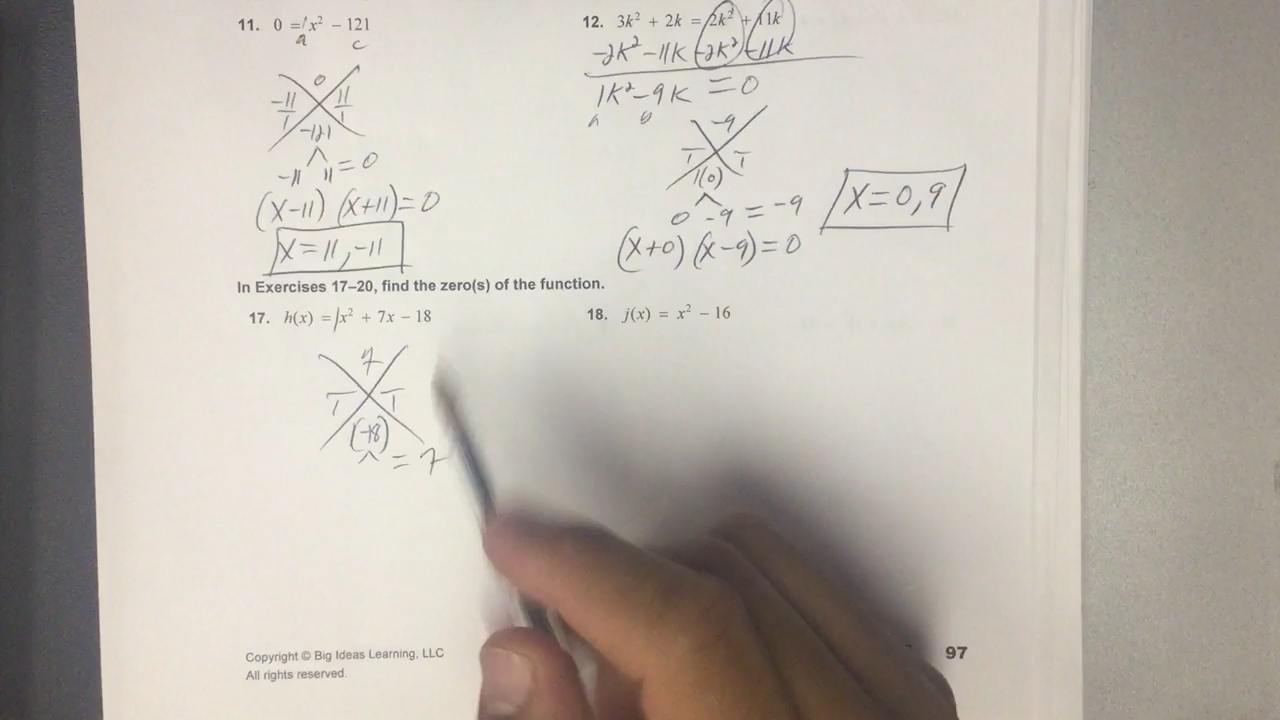 11. 0 = 1x² − 121
a c
0
-11/1 11/1
-121
-11 11 = 0
(x-11) (x+11) = 0
x = 11, -11
12. 3k² + 2k = 2k² + 11k
-2k² -11k -2k² -11k
1k² - 9k = 0
a b
-9
1 1
1(0)
0 -9 = -9
(x+0) (x-9) = 0
x = 0, 9
In Exercises 17–20, find the zero(s) of the function.
17. h(x) = 1x² + 7x − 18
7
1 1
(-18)
= 7
18. j(x) = x² − 16
Copyright © Big Ideas Learning, LLC
All rights reserved.
97